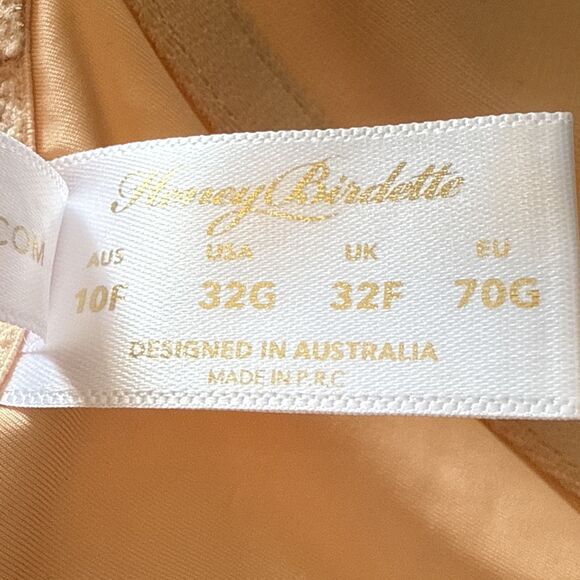 Honey Birdette
AUS USA UK EU
10F 32G 32F 70G
DESIGNED IN AUSTRALIA
MADE IN P.R.C
COM